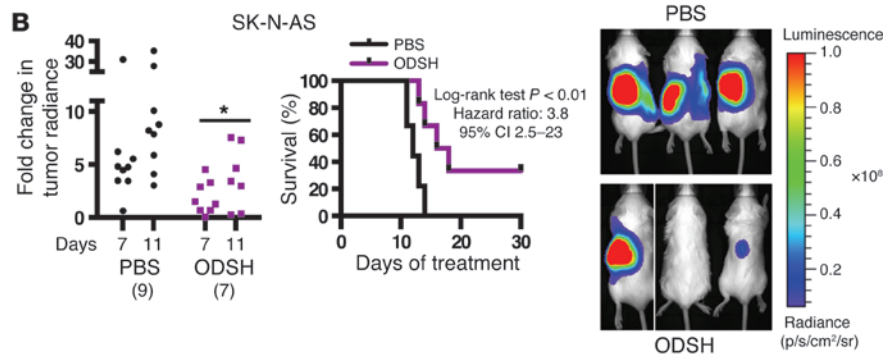 B
SK-N-AS
Fold change in
tumor radiance
40
30
20
10
5
0
Days 7 11 7 11
PBS ODSH
(9) (7)
*
PBS
ODSH
Survival (%)
100
80
60
40
20
0
Log-rank test P < 0.01
Hazard ratio: 3.8
95% CI 2.5–23
0 10 20 30
Days of treatment
PBS
ODSH
Luminescence
1.0
0.8
0.6
×10⁸
0.4
0.2
Radiance
(p/s/cm²/sr)